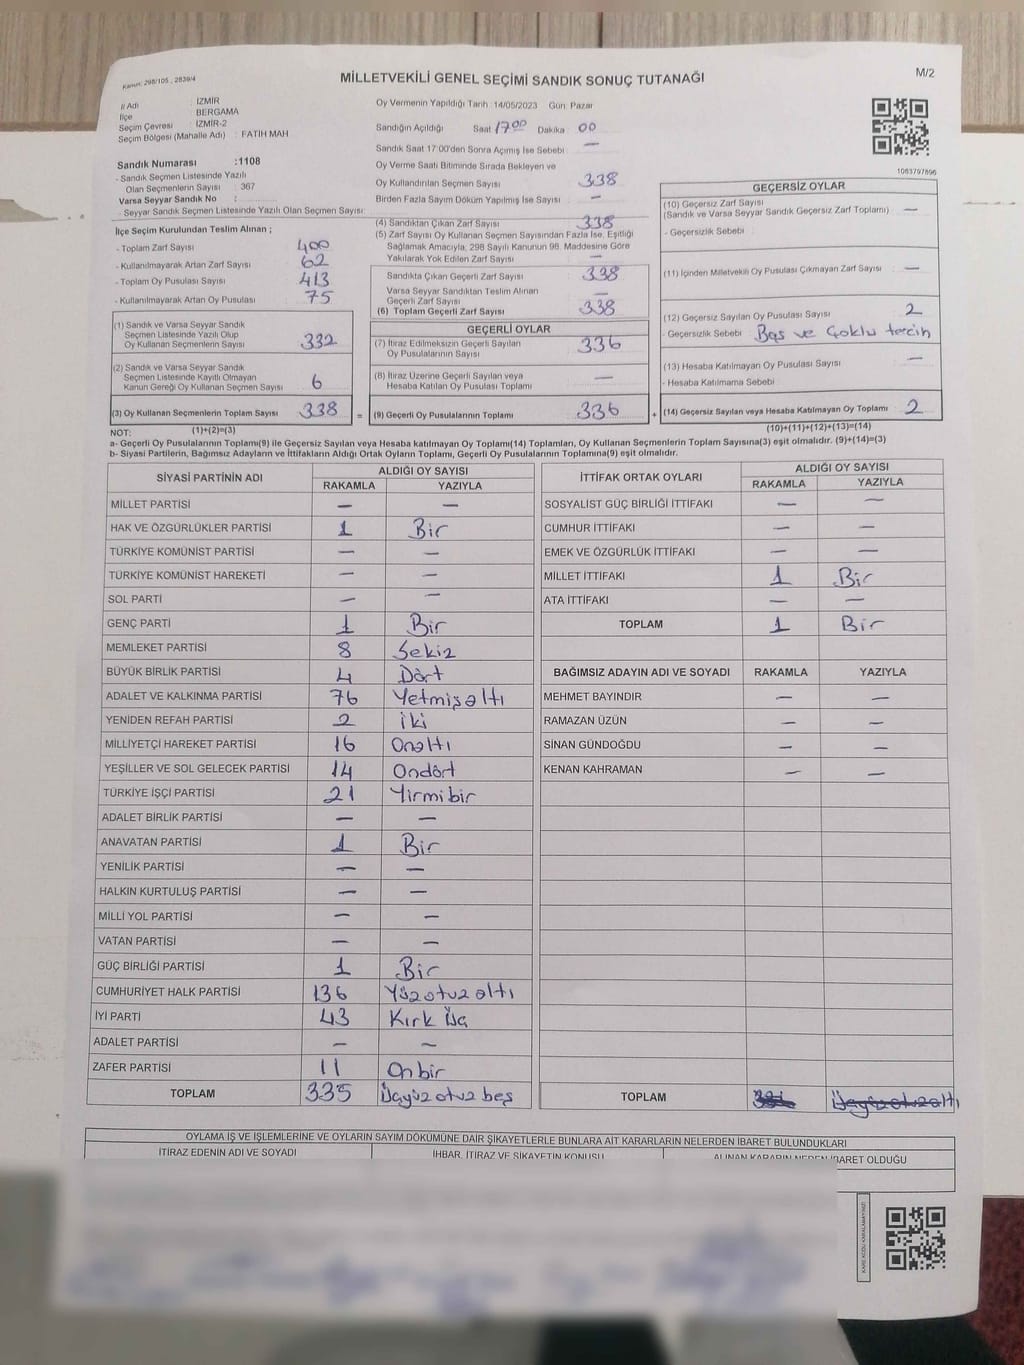 Kanun: 298/105, 2839/4
MİLLETVEKİLİ GENEL SEÇİMİ SANDIK SONUÇ TUTANAĞI
M/2
İl Adı : İZMİR
İlçe : BERGAMA
Seçim Çevresi : İZMİR-2
Seçim Bölgesi (Mahalle Adı) : FATİH MAH
Sandık Numarası :1108
- Sandık Seçmen Listesinde Yazılı
Olan Seçmenlerin Sayısı : 367
Varsa Seyyar Sandık No :
- Seyyar Sandık Seçmen Listesinde Yazılı Olan Seçmen Sayısı:
İlçe Seçim Kurulundan Teslim Alınan ;
- Toplam Zarf Sayısı 400
- Kullanılmayarak Artan Zarf Sayısı 62
- Toplam Oy Pusulası Sayısı 413
- Kullanılmayarak Artan Oy Pusulası 75
(1) Sandık ve Varsa Seyyar Sandık
Seçmen Listesinde Yazılı Olup
Oy Kullanan Seçmenlerin Sayısı 332
(2) Sandık ve Varsa Seyyar Sandık
Seçmen Listesinde Kayıtlı Olmayan
Kanun Gereği Oy Kullanan Seçmen Sayısı 6
(3) Oy Kullanan Seçmenlerin Toplam Sayısı 338 =
(1)+(2)=(3)
Oy Vermenin Yapıldığı Tarih :14/05/2023 Gün: Pazar
Sandığın Açıldığı Saat 17:00 Dakika 00
Sandık Saat 17:00'den Sonra Açımış İse Sebebi : —
Oy Verme Saati Bitiminde Sırada Bekleyen ve
Oy Kullandırılan Seçmen Sayısı 338
Birden Fazla Sayım Döküm Yapılmış İse Sayısı —
(4) Sandıktan Çıkan Zarf Sayısı 338
(5) Zarf Sayısı Oy Kullanan Seçmen Sayısından Fazla İse, Eşitliği
Sağlamak Amacıyla, 298 Sayılı Kanunun 98. Maddesine Göre
Yakılarak Yok Edilen Zarf Sayısı —
Sandıkta Çıkan Geçerli Zarf Sayısı 338
Varsa Seyyar Sandıktan Teslim Alınan
Geçerli Zarf Sayısı —
(6) Toplam Geçerli Zarf Sayısı 338
GEÇERLİ OYLAR
(7) İtiraz Edilmeksizin Geçerli Sayılan
Oy Pusulalarının Sayısı 336
(8) İtiraz Üzerine Geçerli Sayılan veya
Hesaba Katılan Oy Pusulası Toplamı —
(9) Geçerli Oy Pusulalarının Toplamı 336 +
1063797896
GEÇERSİZ OYLAR
(10) Geçersiz Zarf Sayısı
(Sandık ve Varsa Seyyar Sandık Geçersiz Zarf Toplamı) —
- Geçersizlik Sebebi :
(11) İçinden Milletvekili Oy Pusulası Çıkmayan Zarf Sayısı —
(12) Geçersiz Sayılan Oy Pusulası Sayısı 2
- Geçersizlik Sebebi : Boş ve Çoklu tercih
(13) Hesaba Katılmayan Oy Pusulası Sayısı —
- Hesaba Katılmama Sebebi
(14) Geçersiz Sayılan veya Hesaba Katılmayan Oy Toplamı 2
(10)+(11)+(12)+(13)=(14)
NOT:
a- Geçerli Oy Pusulalarının Toplamı(9) ile Geçersiz Sayılan veya Hesaba katılmayan Oy Toplamı(14) Toplamları, Oy Kullanan Seçmenlerin Toplam Sayısına(3) eşit olmalıdır. (9)+(14)=(3)
b- Siyasi Partilerin, Bağımsız Adayların ve İttifakların Aldığı Ortak Oyların Toplamı, Geçerli Oy Pusulalarının Toplamına(9) eşit olmalıdır.
SİYASİ PARTİNİN ADI ALDIĞI OY SAYISI
RAKAMLA YAZIYLA
MİLLET PARTİSİ — —
HAK VE ÖZGÜRLÜKLER PARTİSİ 1 Bir
TÜRKİYE KOMÜNİST PARTİSİ — —
TÜRKİYE KOMÜNİST HAREKETİ — —
SOL PARTİ — —
GENÇ PARTİ 1 Bir
MEMLEKET PARTİSİ 8 Sekiz
BÜYÜK BİRLİK PARTİSİ 4 Dört
ADALET VE KALKINMA PARTİSİ 76 Yetmişaltı
YENİDEN REFAH PARTİSİ 2 iki
MİLLİYETÇİ HAREKET PARTİSİ 16 Onaltı
YEŞİLLER VE SOL GELECEK PARTİSİ 14 Ondört
TÜRKİYE İŞÇİ PARTİSİ 21 Yirmibir
ADALET BİRLİK PARTİSİ — —
ANAVATAN PARTİSİ 1 Bir
YENİLİK PARTİSİ — —
HALKIN KURTULUŞ PARTİSİ — —
MİLLİ YOL PARTİSİ — —
VATAN PARTİSİ — —
GÜÇ BİRLİĞİ PARTİSİ 1 Bir
CUMHURİYET HALK PARTİSİ 136 Yüzotuzaltı
İYİ PARTİ 43 Kırk Üç
ADALET PARTİSİ — —
ZAFER PARTİSİ 11 Onbir
TOPLAM 335 Üçyüzotuzbeş
İTTİFAK ORTAK OYLARI ALDIĞI OY SAYISI
RAKAMLA YAZIYLA
SOSYALİST GÜÇ BİRLİĞİ İTTİFAKI — —
CUMHUR İTTİFAKI — —
EMEK VE ÖZGÜRLÜK İTTİFAKI — —
MİLLET İTTİFAKI 1 Bir
ATA İTTİFAKI — —
TOPLAM 1 Bir
BAĞIMSIZ ADAYIN ADI VE SOYADI RAKAMLA YAZIYLA
MEHMET BAYINDIR — —
RAMAZAN ÜZÜN — —
SİNAN GÜNDOĞDU — —
KENAN KAHRAMAN — —
TOPLAM Üçyüzotuzaltı
OYLAMA İŞ VE İŞLEMLERİNE VE OYLARIN SAYIM DÖKÜMÜNE DAİR ŞİKAYETLERLE BUNLARA AİT KARARLARIN NELERDEN İBARET BULUNDUKLARI
İTİRAZ EDENİN ADI VE SOYADI İHBAR, İTİRAZ VE ŞİKAYETİN KONUSU ALINAN KARARIN NEDEN İBARET OLDUĞU
KARE KODU KARALAMAYINIZ!